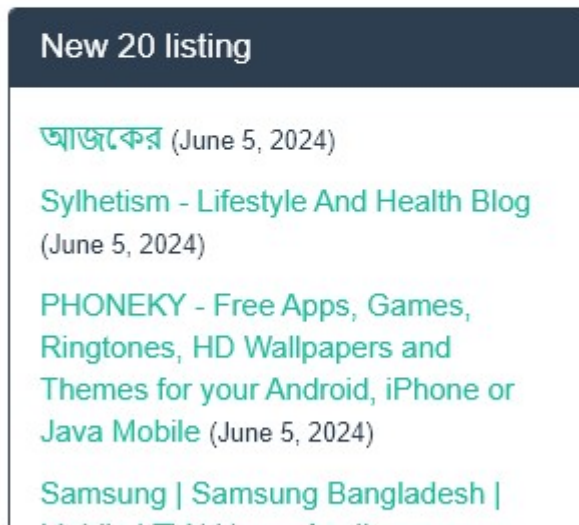 New 20 listing
আজকের (June 5, 2024)
Sylhetism - Lifestyle And Health Blog
(June 5, 2024)
PHONEKY - Free Apps, Games,
Ringtones, HD Wallpapers and
Themes for your Android, iPhone or
Java Mobile (June 5, 2024)
Samsung | Samsung Bangladesh |